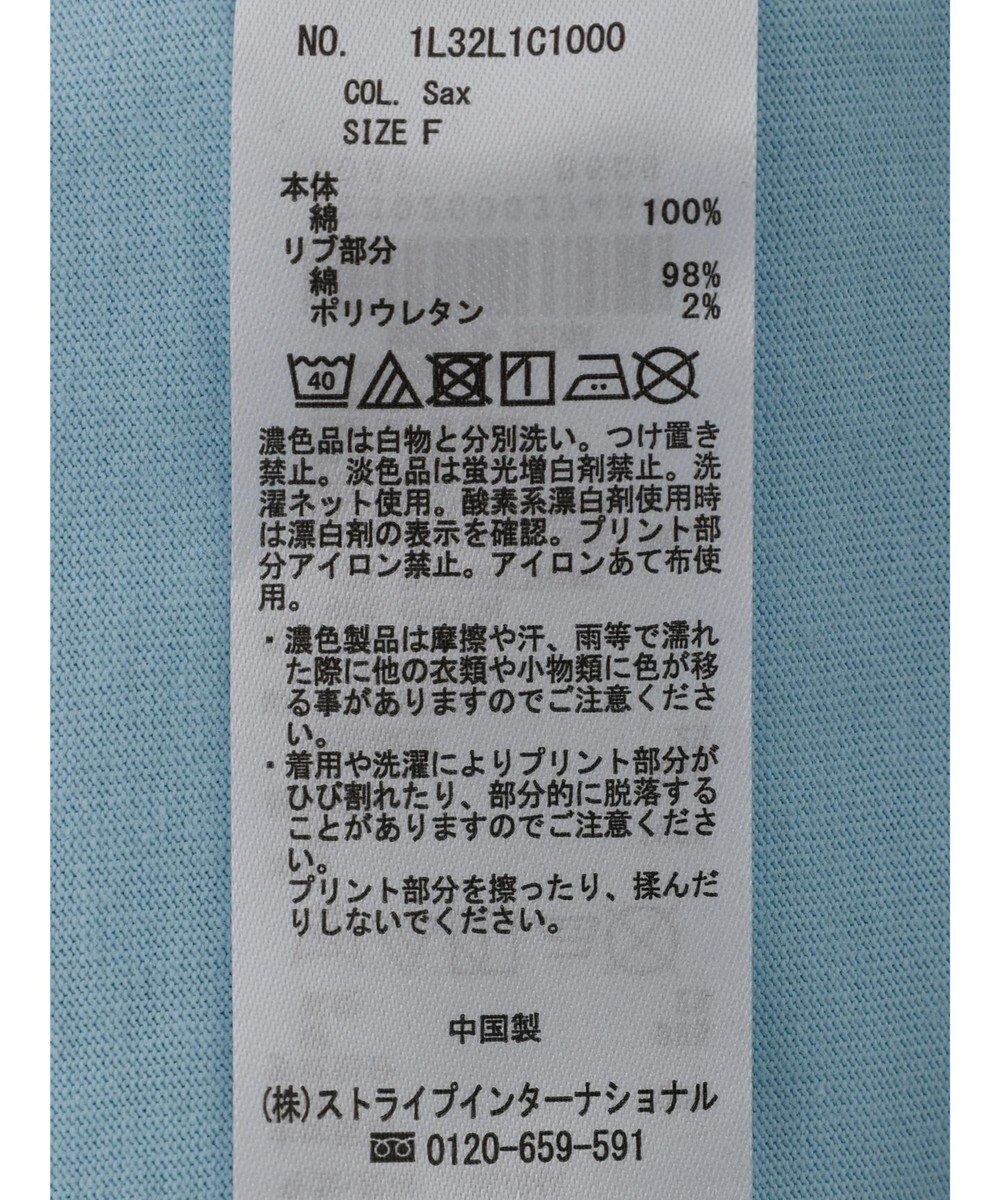 NO. 1L32L1C1000
COL. Sax
SIZE F
本体
綿 100%
リブ部分
綿 98%
ポリウレタン 2%
40
濃色品は白物と分別洗い。つけ置き
禁止。淡色品は蛍光増白剤禁止。洗
濯ネット使用。酸素系漂白剤使用時
は漂白剤の表示を確認。プリント部
分アイロン禁止。アイロンあて布使
用。
・濃色製品は摩擦や汗、雨等で濡れ
た際に他の衣類や小物類に色が移
る事がありますのでご注意くださ
い。
・着用や洗濯によりプリント部分が
ひび割れたり、部分的に脱落する
ことがありますのでご注意くださ
い。
プリント部分を擦ったり、揉んだ
りしないでください。
中国製
(株)ストライプインターナショナル
0120-659-591